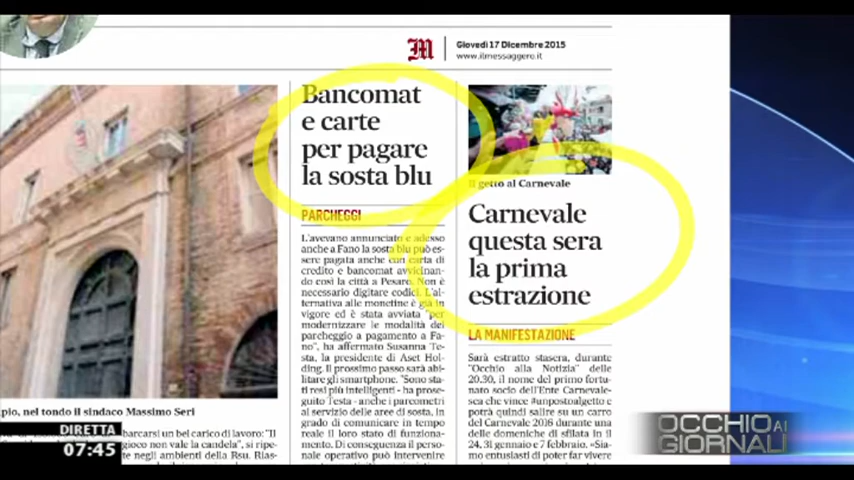 M
Giovedì 17 Dicembre 2015
www.ilmessaggero.it
Bancomat
e carte
per pagare
la sosta blu
PARCHEGGI
L'avevano annunciato e adesso
anche a Fano la sosta blu può es-
sere pagata anche con carta di
credito e bancomat avvicinan-
do così la città a Pesaro. Non è
necessario digitare codici. L'al-
ternativa alle monetine è già in
vigore ed è stata avviata "per
modernizzare le modalità del
parcheggio a pagamento a Fa-
no", ha affermato Susanna Te-
sta, la presidente di Aset Hol-
ding. Il prossimo passo sarà abi-
litare gli smartphone. "Sono sta-
ti resi più intelligenti - ha pro-
seguito Testa - anche i parcometri
al servizio delle aree di sosta, in
grado di comunicare in tempo
reale il loro stato di funziona-
mento. Di conseguenza il perso-
nale operativo può intervenire
Il getto al Carnevale
Carnevale
questa sera
la prima
estrazione
LA MANIFESTAZIONE
Sarà estratto stasera, durante
"Occhio alla Notizia" delle
20.30, il nome del primo fortu-
nato socio dell'Ente Carnevale-
sca che vince #unpostoalgetto e
potrà quindi salire su un carro
del Carnevale 2016 durante una
delle domeniche di sfilata in il
24, 31 gennaio e 7 febbraio. «Sia-
mo entusiasti di poter far vivere
pio, nel tondo il sindaco Massimo Seri
barcarsi un bel carico di lavoro: "Il
gioco non vale la candela", si ripe-
te negli ambienti della Rsu. Rias-
DIRETTA
07:45
OCCHIO AI
GIORNALI